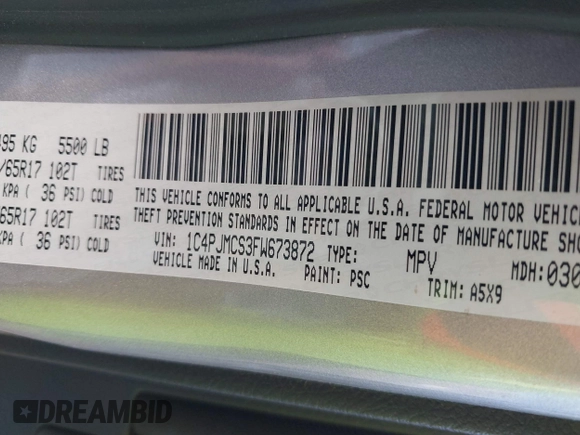 495 KG 5500 LB
/65R17 102T TIRES
KPA ( 36 PSI) COLD
65R17 102T TIRES
KPA ( 36 PSI) COLD
THIS VEHICLE CONFORMS TO ALL APPLICABLE U.S.A. FEDERAL MOTOR VEHIC
THEFT PREVENTION STANDARDS IN EFFECT ON THE DATE OF MANUFACTURE SHO
VIN: 1C4PJMCS3FW673872 TYPE: MPV MDH: 030
VEHICLE MADE IN U.S.A. PAINT: PSC TRIM: A5X9
DREAMBID